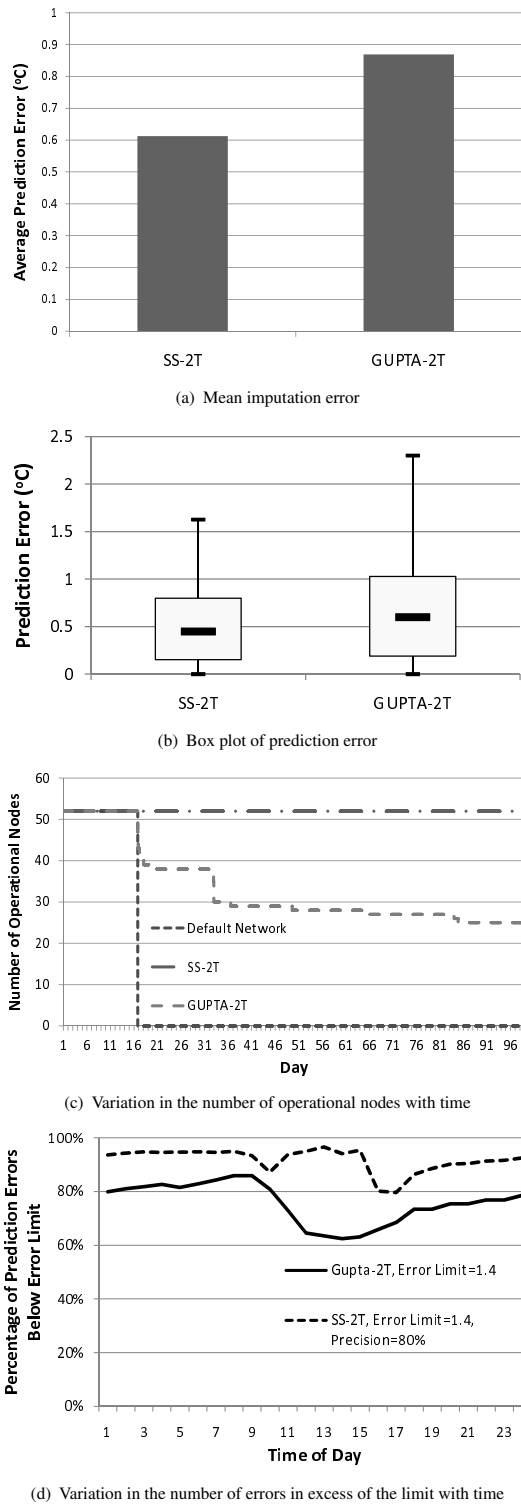 1
0.9
0.8
0.7
0.6
0.5
0.4
0.3
0.2
0.1
0
Average Prediction Error (ºC)
SS-2T GUPTA-2T
(a) Mean imputation error
2.5
2
1.5
1
0.5
0
Prediction Error (ºC)
SS-2T GUPTA-2T
(b) Box plot of prediction error
60
50
40
30
20
10
0
Number of Operational Nodes
Default Network
SS-2T
GUPTA-2T
1 6 11 16 21 26 31 36 41 46 51 56 61 66 71 76 81 86 91 96
Day
(c) Variation in the number of operational nodes with time
100%
80%
60%
40%
20%
0%
Percentage of Prediction Errors
Below Error Limit
Gupta-2T, Error Limit=1.4
SS-2T, Error Limit=1.4,
Precision=80%
1 3 5 7 9 11 13 15 17 19 21 23
Time of Day
(d) Variation in the number of errors in excess of the limit with time